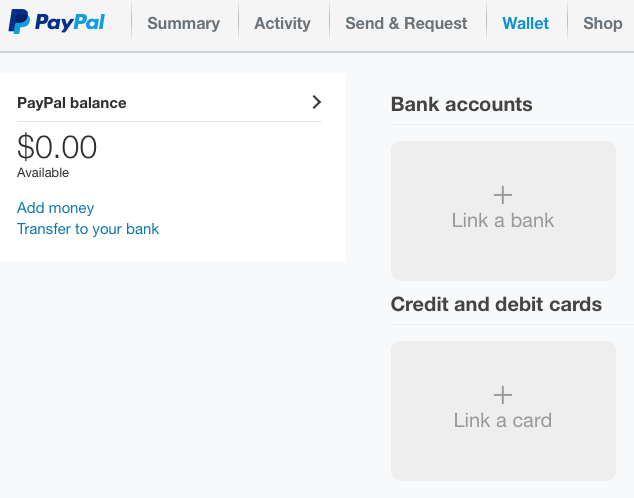 PayPal Summary Activity Send & Request Wallet Shop
PayPal balance
$0.00
Available
Add money
Transfer to your bank
Bank accounts
Link a bank
Credit and debit cards
Link a card